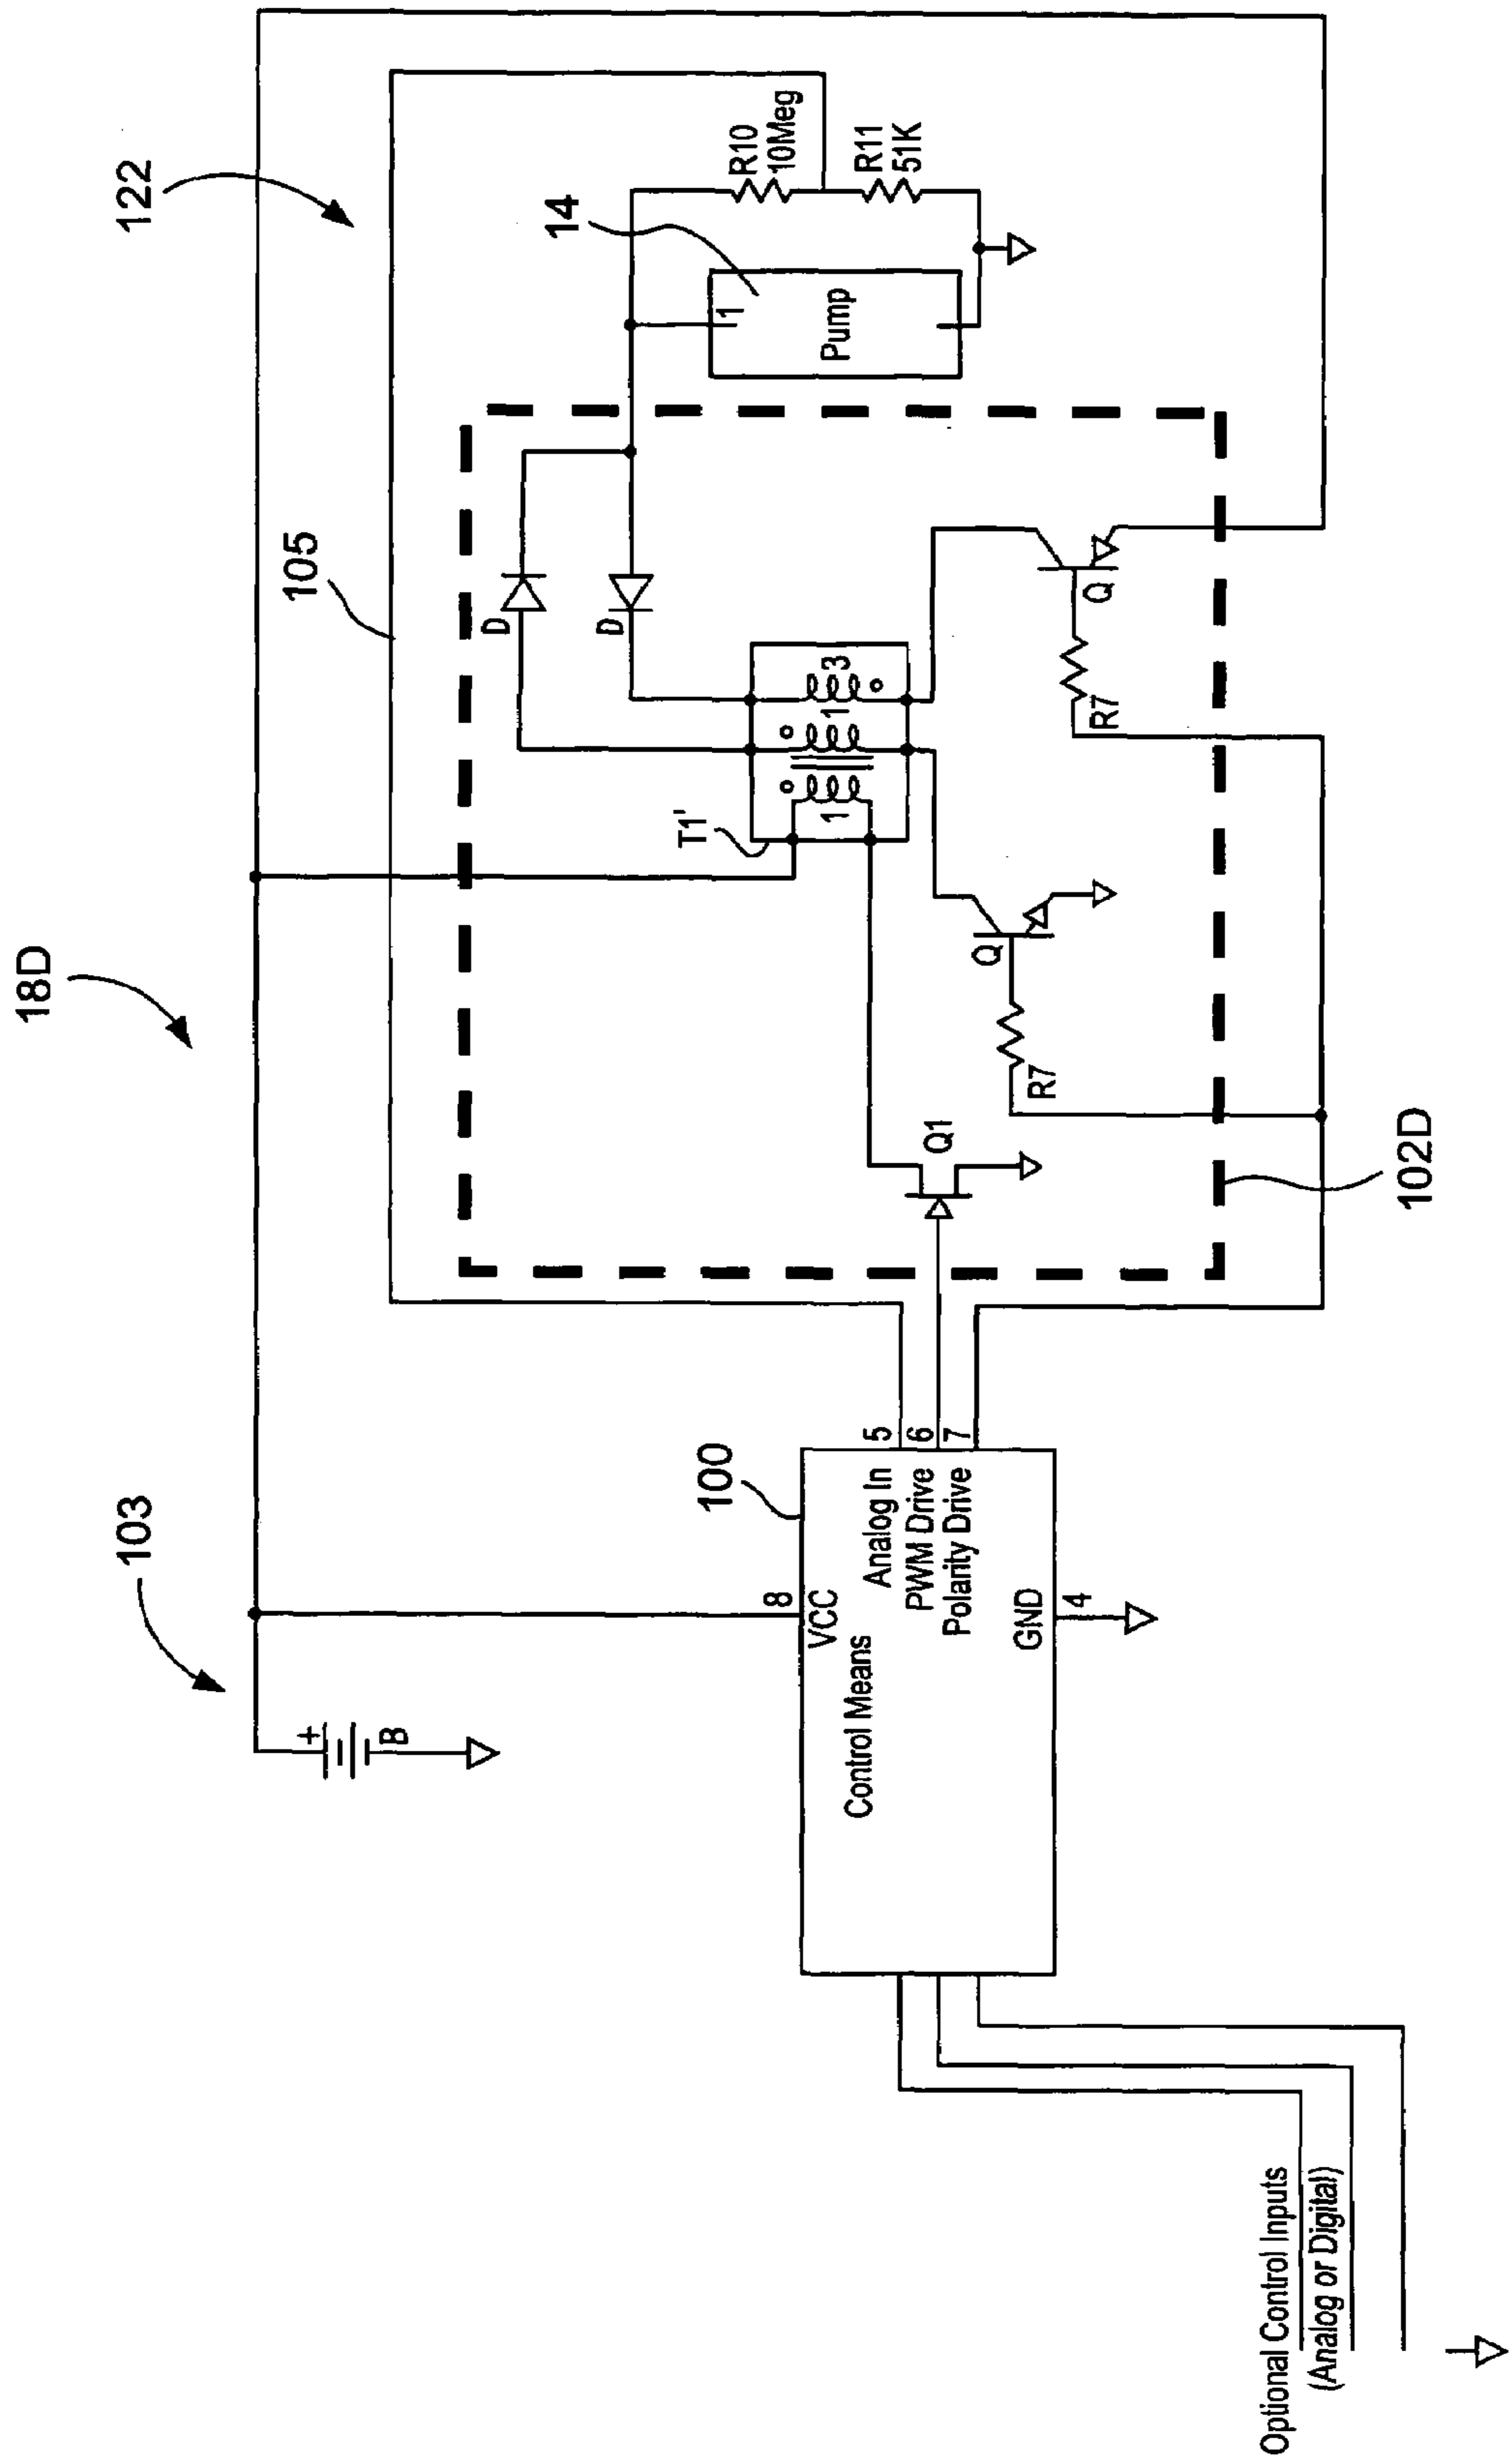 18D
103
122
105
14
R10
10Meg
R11
51K
Pump
1
D
D
T1'
1
1
3
Q
R7
Q
R7
Q1
102D
+
B
100
8
VCC
Control Means
Analog In
5
PWM Drive
6
Polarity Drive
7
GND
4
Optional Control Inputs
(Analog or Digital)